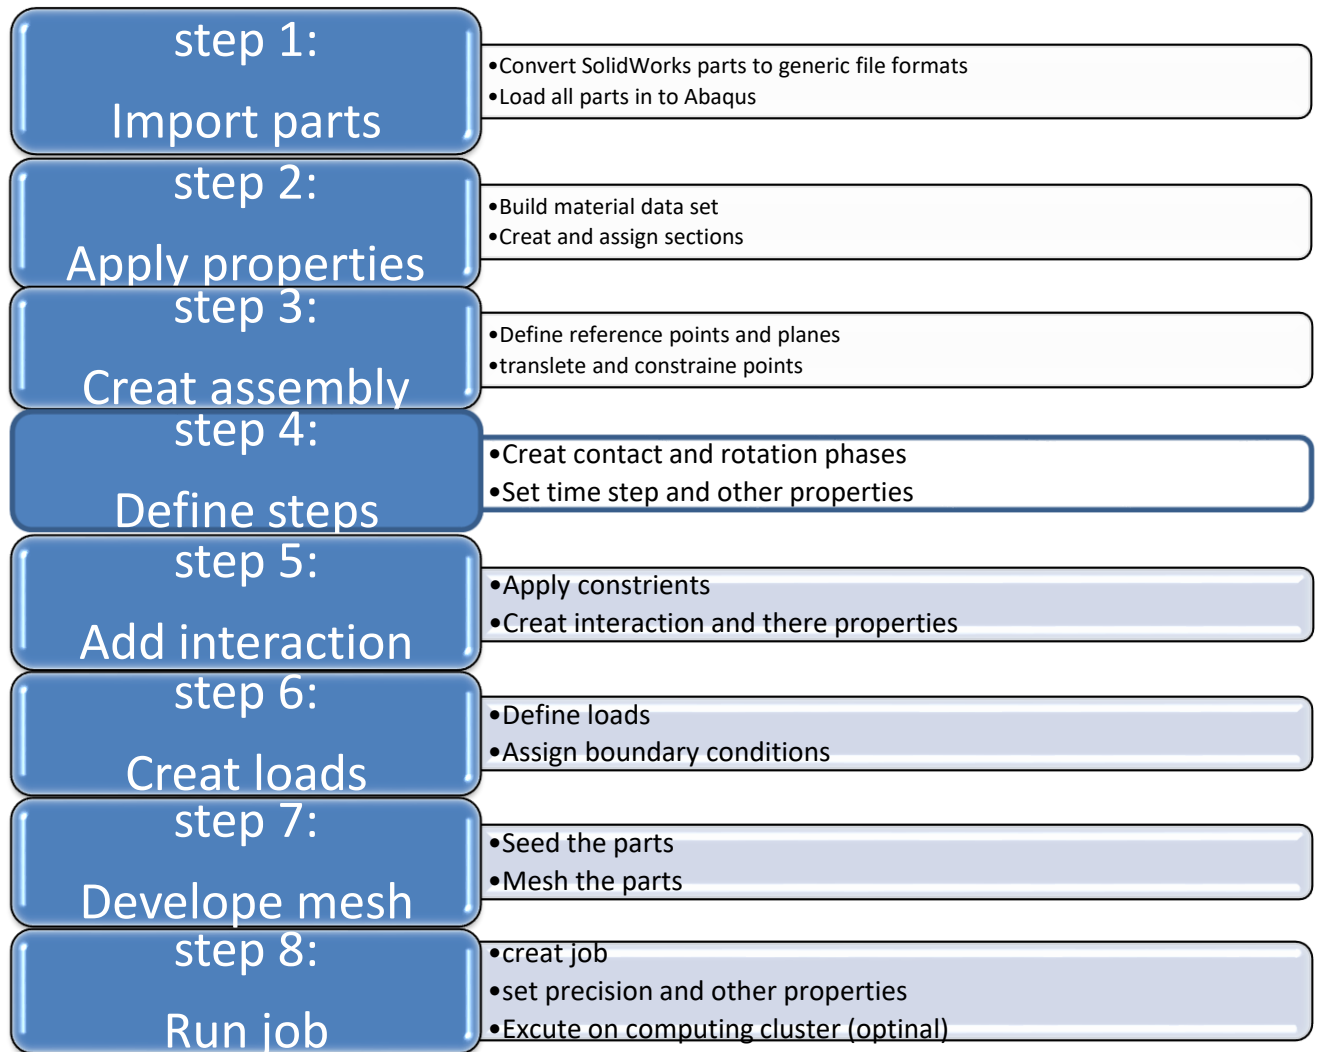 step 1:
Import parts
•Convert SolidWorks parts to generic file formats
•Load all parts in to Abaqus
step 2:
Apply properties
•Build material data set
•Creat and assign sections
step 3:
Creat assembly
•Define reference points and planes
•translete and constraine points
step 4:
Define steps
•Creat contact and rotation phases
•Set time step and other properties
step 5:
Add interaction
•Apply constrients
•Creat interaction and there properties
step 6:
Creat loads
•Define loads
•Assign boundary conditions
step 7:
Develope mesh
•Seed the parts
•Mesh the parts
step 8:
Run job
•creat job
•set precision and other properties
•Excute on computing cluster (optinal)